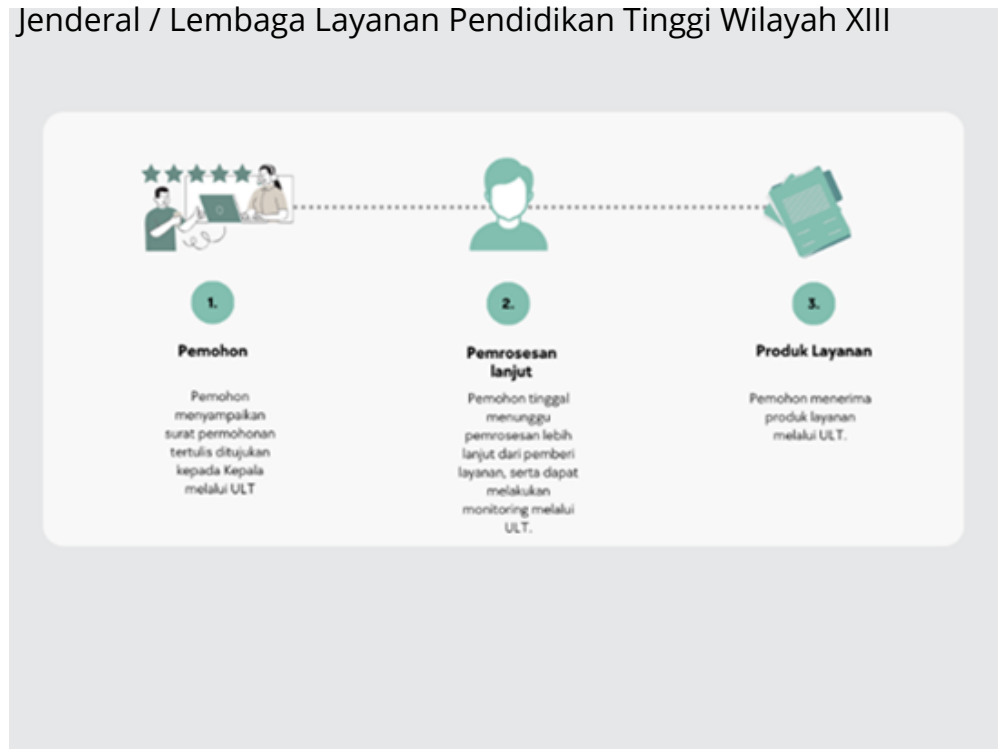 Jenderal / Lembaga Layanan Pendidikan Tinggi Wilayah XIII
1.
Pemohon
Pemohon
menyampaikan
surat permohonan
tertulis ditujukan
kepada Kepala
melalui ULT
2.
Pemrosesan
lanjut
Pemohon tinggal
menunggu
pemrosesan lebih
lanjut dari pemberi
layanan, serta dapat
melakukan
monitoring melalui
ULT.
3.
Produk Layanan
Pemohon menerima
produk layanan
melalui ULT.